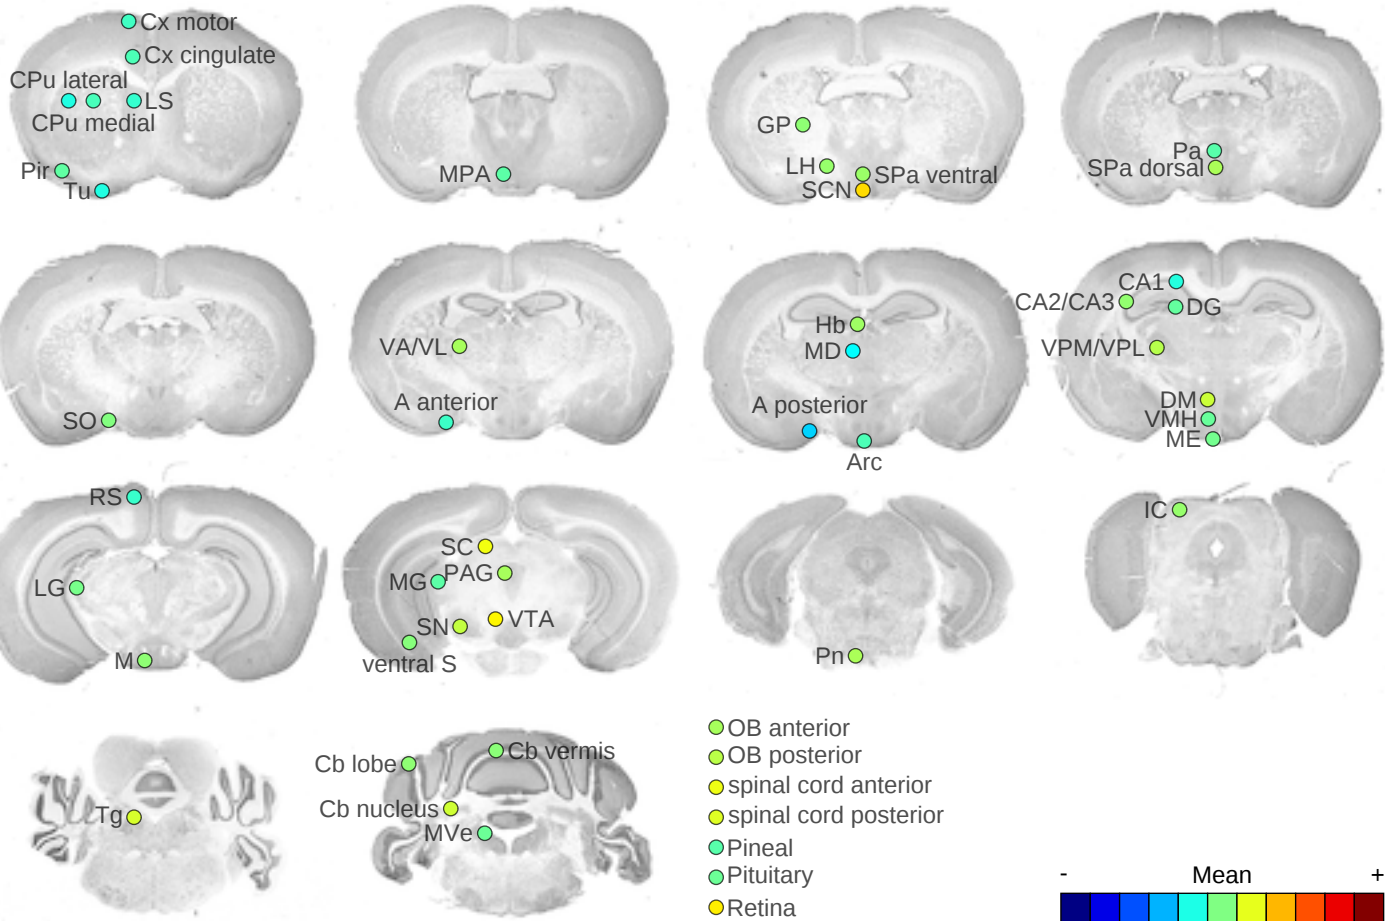 Cx motor
Cx cingulate
CPu lateral
LS
CPu medial
Pir
Tu
MPA
GP
LH
SPa ventral
SCN
Pa
SPa dorsal
SO
VA/VL
A anterior
Hb
MD
A posterior
Arc
CA1
CA2/CA3
DG
VPM/VPL
DM
VMH
ME
RS
LG
M
SC
MG
PAG
SN
VTA
ventral S
Pn
IC
Tg
Cb lobe
Cb vermis
Cb nucleus
MVe
OB anterior
OB posterior
spinal cord anterior
spinal cord posterior
Pineal
Pituitary
Retina
- Mean +